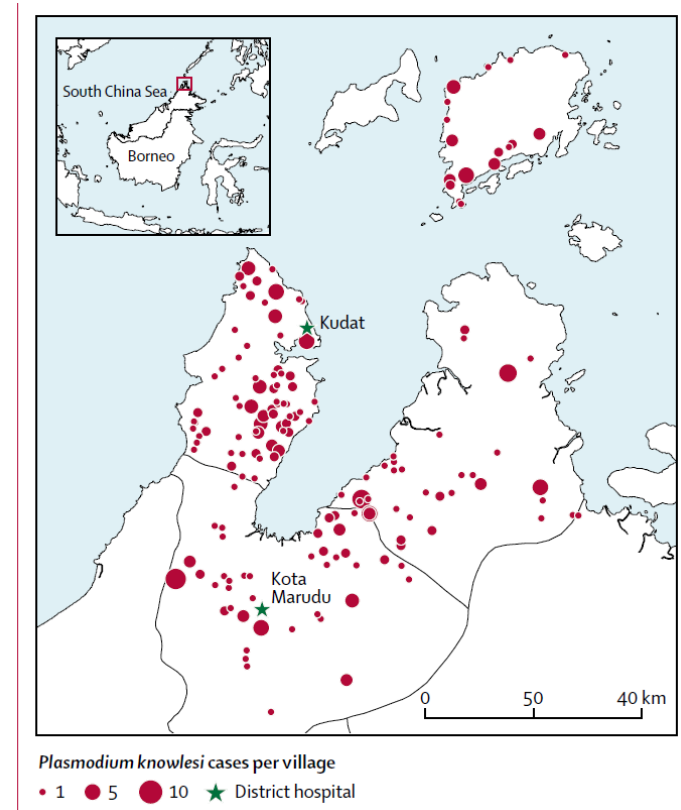 South China Sea
Borneo
Kudat
Kota
Marudu
0 50 40 km
Plasmodium knowlesi cases per village
1 5 10 District hospital